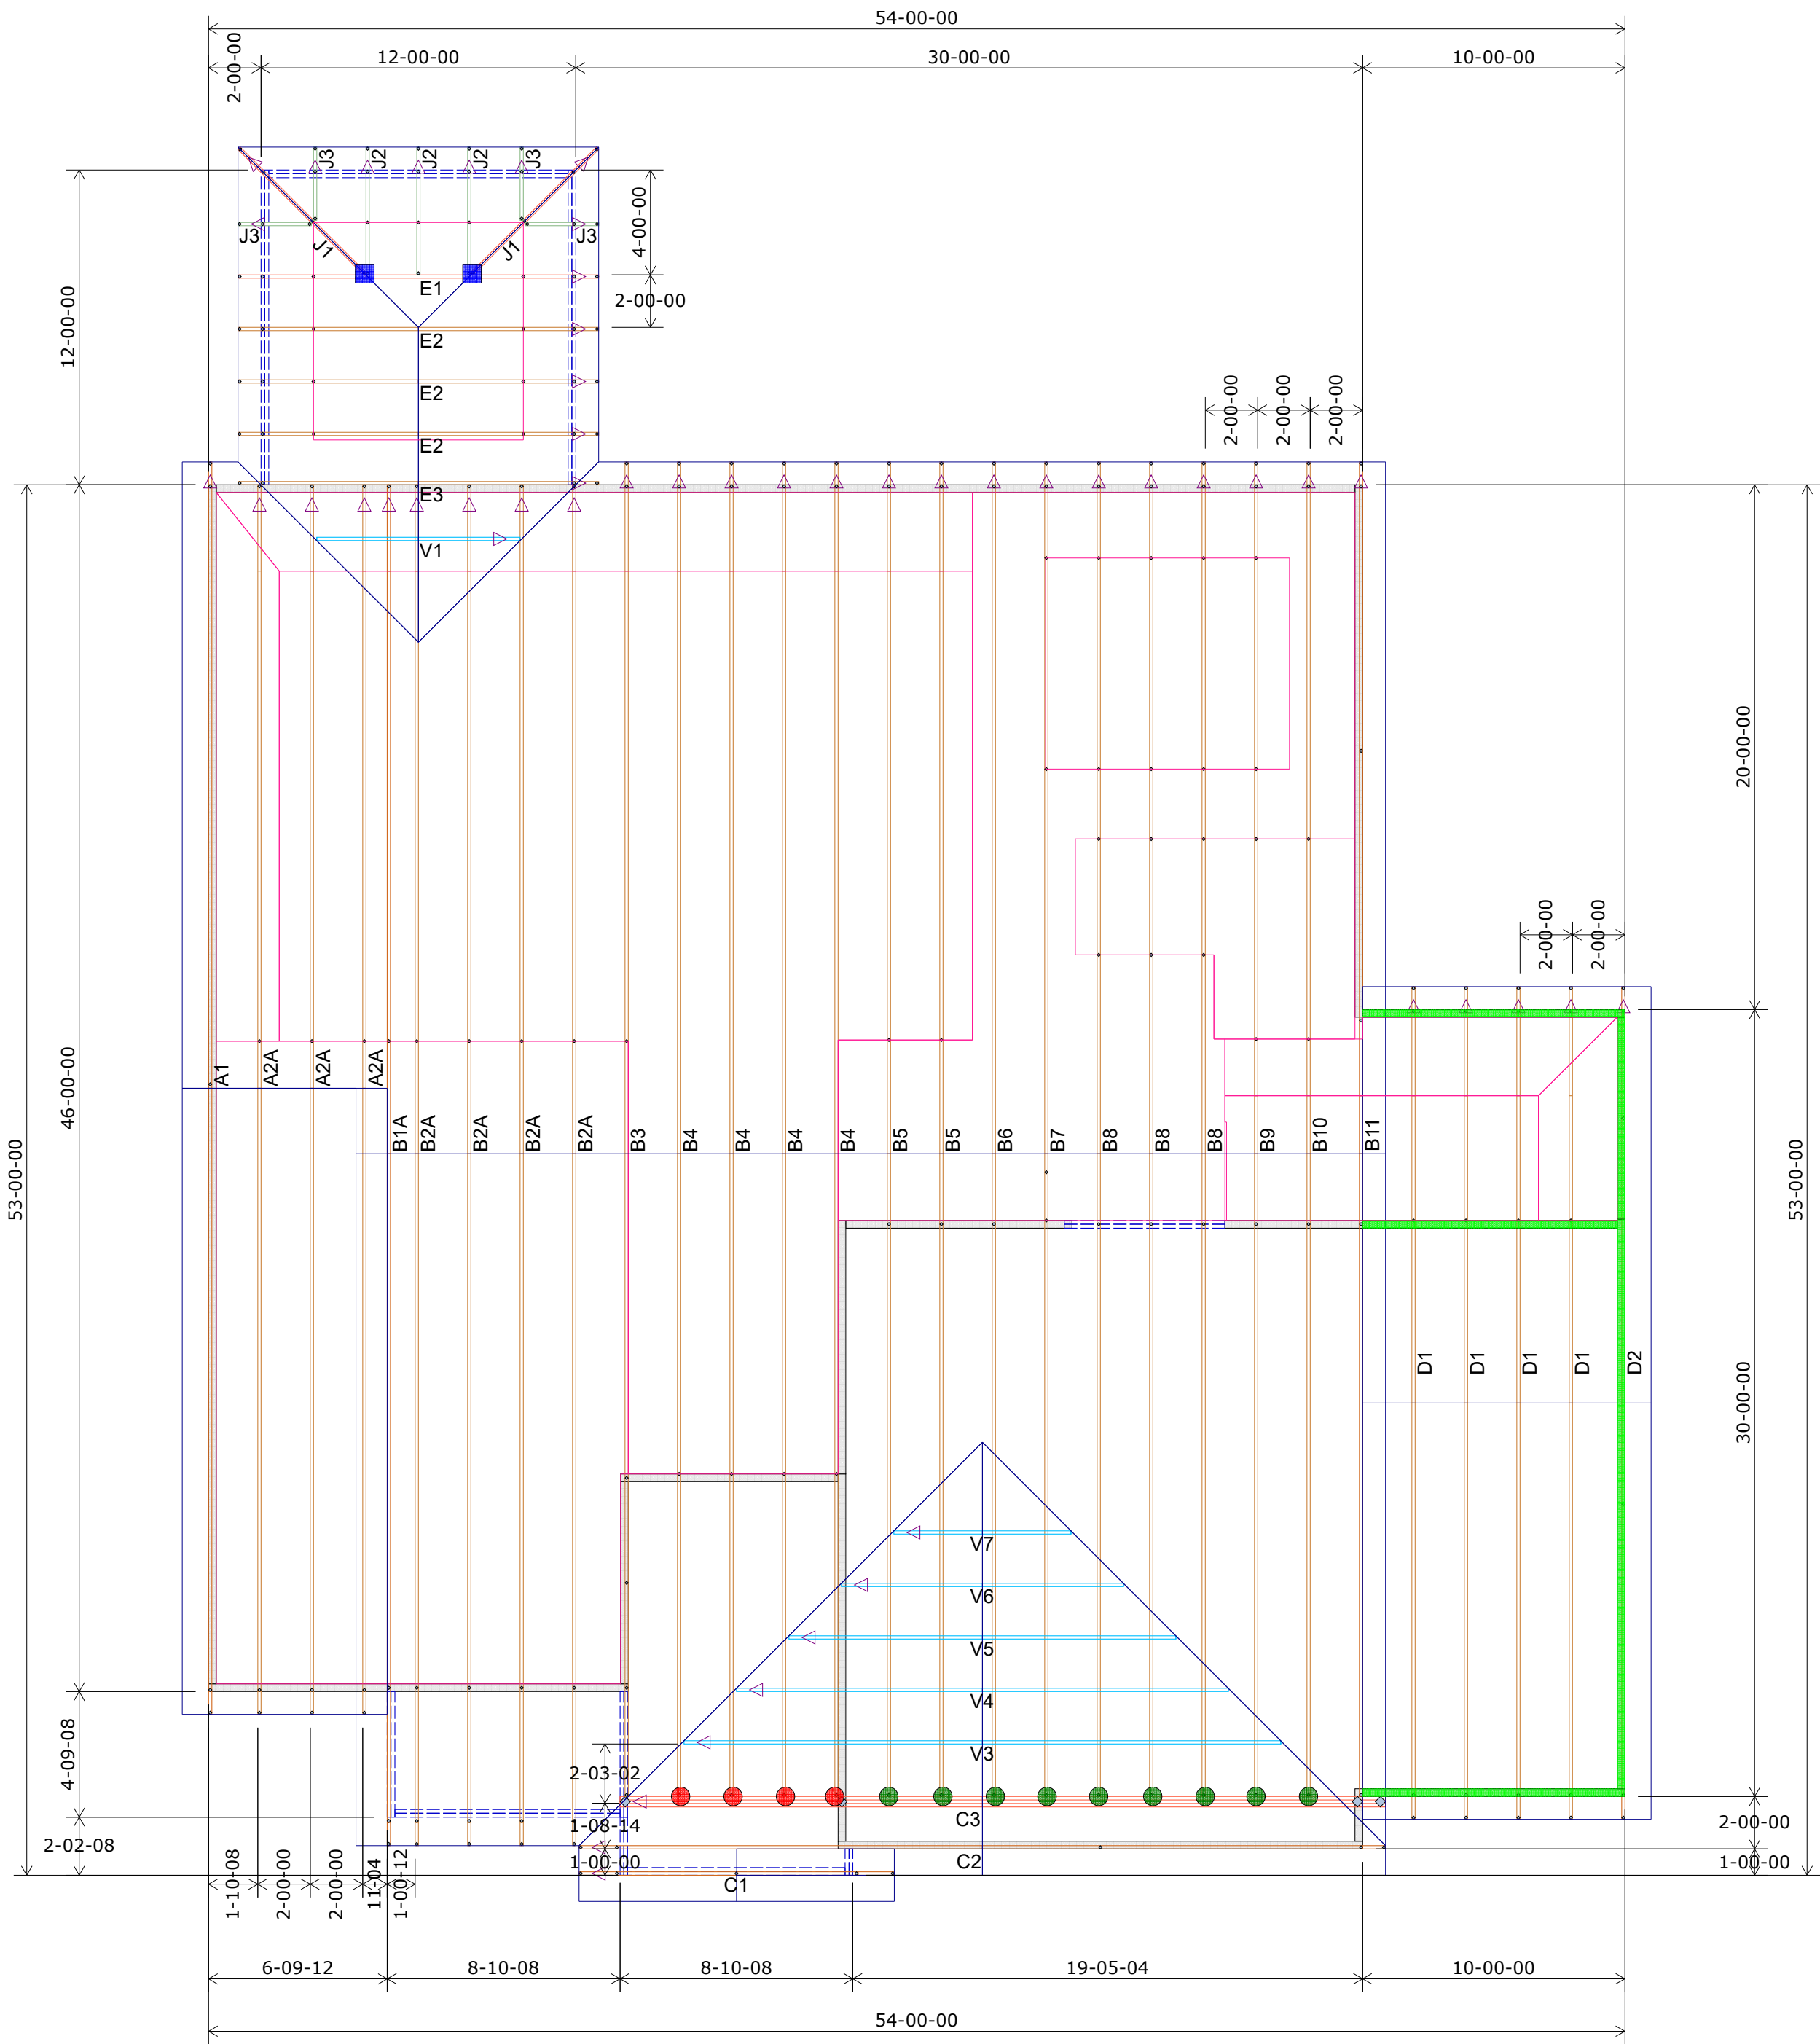 54-00-00
2-00-00
12-00-00
30-00-00
10-00-00
J3
J2
J2
J2
J3
J3
J1
J1
J3
4-00-00
12-00-00
E1
2-00-00
E2
E2
2-00-00
2-00-00
2-00-00
E2
E3
V1
20-00-00
2-00-00
2-00-00
46-00-00
53-00-00
53-00-00
A1
A2A
A2A
A2A
B1A
B2A
B2A
B2A
B2A
B3
B4
B4
B4
B4
B5
B5
B6
B7
B8
B8
B8
B9
B10
B11
D1
D1
D1
D1
D2
30-00-00
V7
V6
V5
V4
V3
4-09-08
2-03-02
C3
1-08-14
2-02-08
2-00-00
1-00-00
C2
1-00-00
C1
1-10-08
2-00-00
2-00-00
11-04
1-00-12
6-09-12
8-10-08
8-10-08
19-05-04
10-00-00
54-00-00